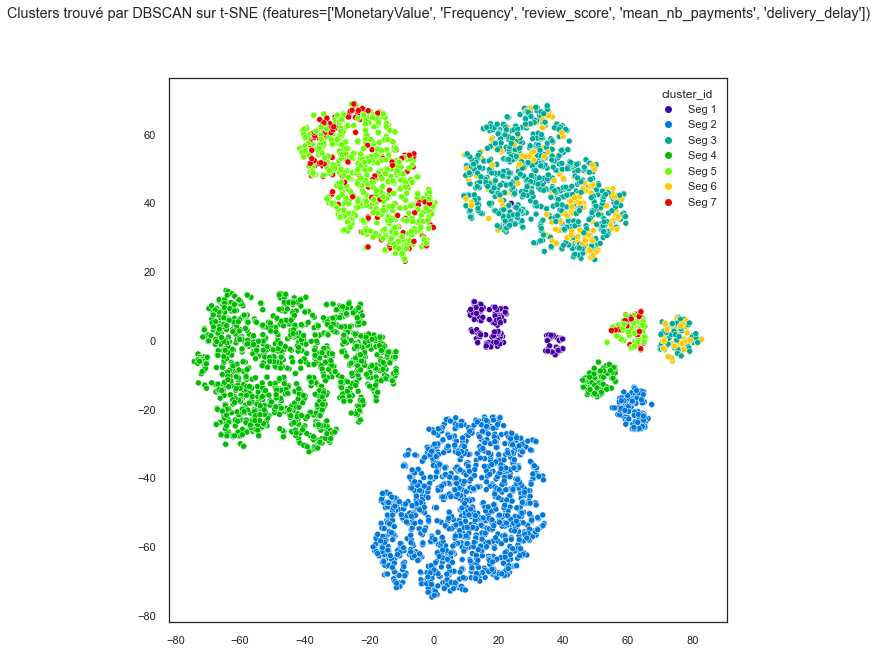 Clusters trouvé par DBSCAN sur t-SNE (features=['MonetaryValue', 'Frequency', 'review_score', 'mean_nb_payments', 'delivery_delay'])
cluster_id
Seg 1
Seg 2
Seg 3
Seg 4
Seg 5
Seg 6
Seg 7
60
40
20
0
−20
−40
−60
−80
−80 −60 −40 −20 0 20 40 60 80